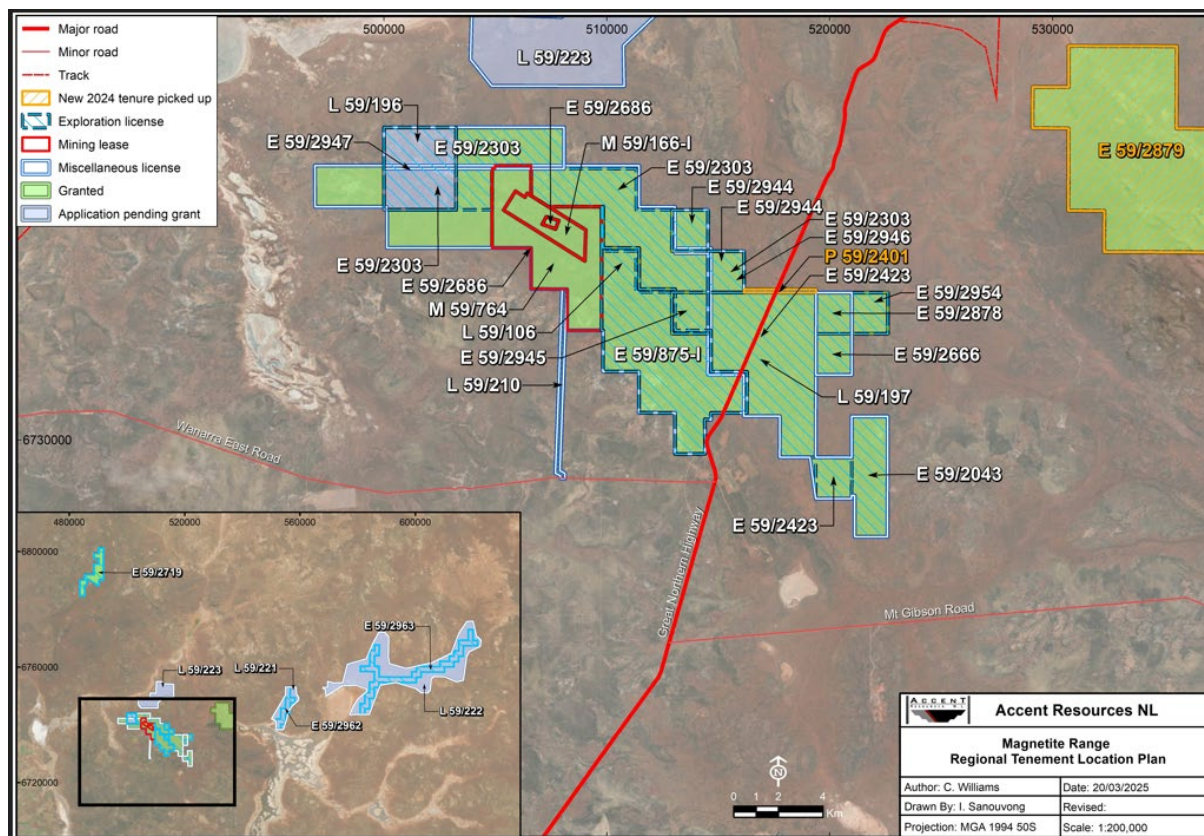 500000
510000
520000
530000
Major road
Minor road
Track
New 2024 tenure picked up
Exploration license
Mining lease
Miscellaneous license
Granted
Application pending grant
L 59/223
L 59/196
E 59/2686
E 59/2947
E 59/2303
M 59/166-I
E 59/2303
E 59/2944
E 59/2944
E 59/2303
E 59/2946
P 59/2401
E 59/2423
E 59/2879
E 59/2303
E 59/2686
M 59/764
L 59/106
E 59/2945
E 59/875-I
L 59/210
E 59/2954
E 59/2878
E 59/2666
L 59/197
6730000
Wanarra East Road
E 59/2043
E 59/2423
Great Northern Highway
Mt Gibson Road
480000
520000
560000
600000
6800000
6760000
6720000
E 59/2719
E 59/2963
L 59/223
L 59/221
E 59/2962
L 59/222
N
0 1 2 4
Km
ACCENT
Accent Resources NL
Magnetite Range
Regional Tenement Location Plan
Author: C. Williams
Date: 20/03/2025
Drawn By: I. Sanouvong
Revised:
Projection: MGA 1994 50S
Scale: 1:200,000